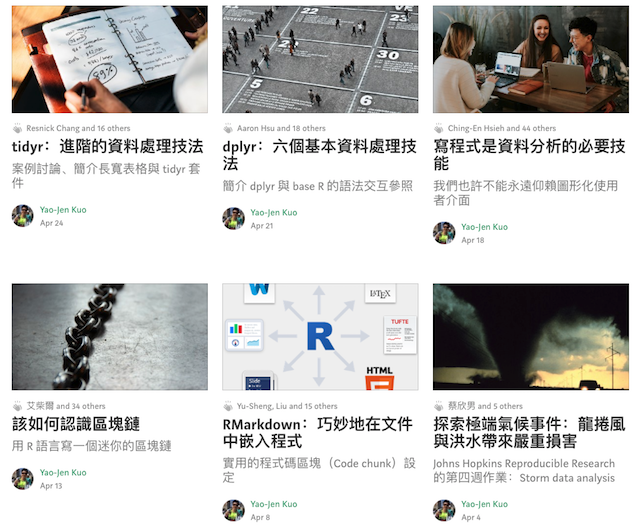 89%
22
23
29
30
5
6
Resnick Chang and 16 others
tidyr：進階的資料處理技法
案例討論、簡介長寬表格與 tidyr 套
件
Yao-Jen Kuo
Apr 24
Aaron Hsu and 18 others
dplyr：六個基本資料處理技
法
簡介 dplyr 與 base R 的語法交互參照
Yao-Jen Kuo
Apr 21
Ching-En Hsieh and 44 others
寫程式是資料分析的必要技
能
我們也許不能永遠仰賴圖形化使用
者介面
Yao-Jen Kuo
Apr 18
W
LATEX
TUFTE
R
Slide
HTML
艾柴爾 and 34 others
該如何認識區塊鏈
用 R 語言寫一個迷你的區塊鏈
Yao-Jen Kuo
Apr 13
Yu-Sheng, Liu and 15 others
RMarkdown：巧妙地在文件
中嵌入程式
實用的程式碼區塊（Code chunk）設
定
Yao-Jen Kuo
Apr 8
蔡欣男 and 5 others
探索極端氣候事件：龍捲風
與洪水帶來嚴重損害
Johns Hopkins Reproducible Research
的第四週作業：Storm data analysis
Yao-Jen Kuo
Apr 4